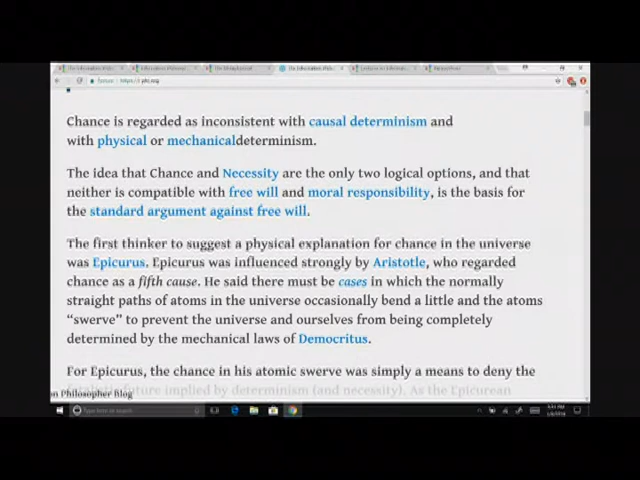 Chance is regarded as inconsistent with causal determinism and
with physical or mechanicaldeterminism.
The idea that Chance and Necessity are the only two logical options, and that
neither is compatible with free will and moral responsibility, is the basis for
the standard argument against free will.
The first thinker to suggest a physical explanation for chance in the universe
was Epicurus. Epicurus was influenced strongly by Aristotle, who regarded
chance as a fifth cause. He said there must be cases in which the normally
straight paths of atoms in the universe occasionally bend a little and the atoms
“swerve” to prevent the universe and ourselves from being completely
determined by the mechanical laws of Democritus.
For Epicurus, the chance in his atomic swerve was simply a means to deny the
fatalistic future implied by determinism (and necessity). As the Epicurean
on Philosopher Blog
Type here to search